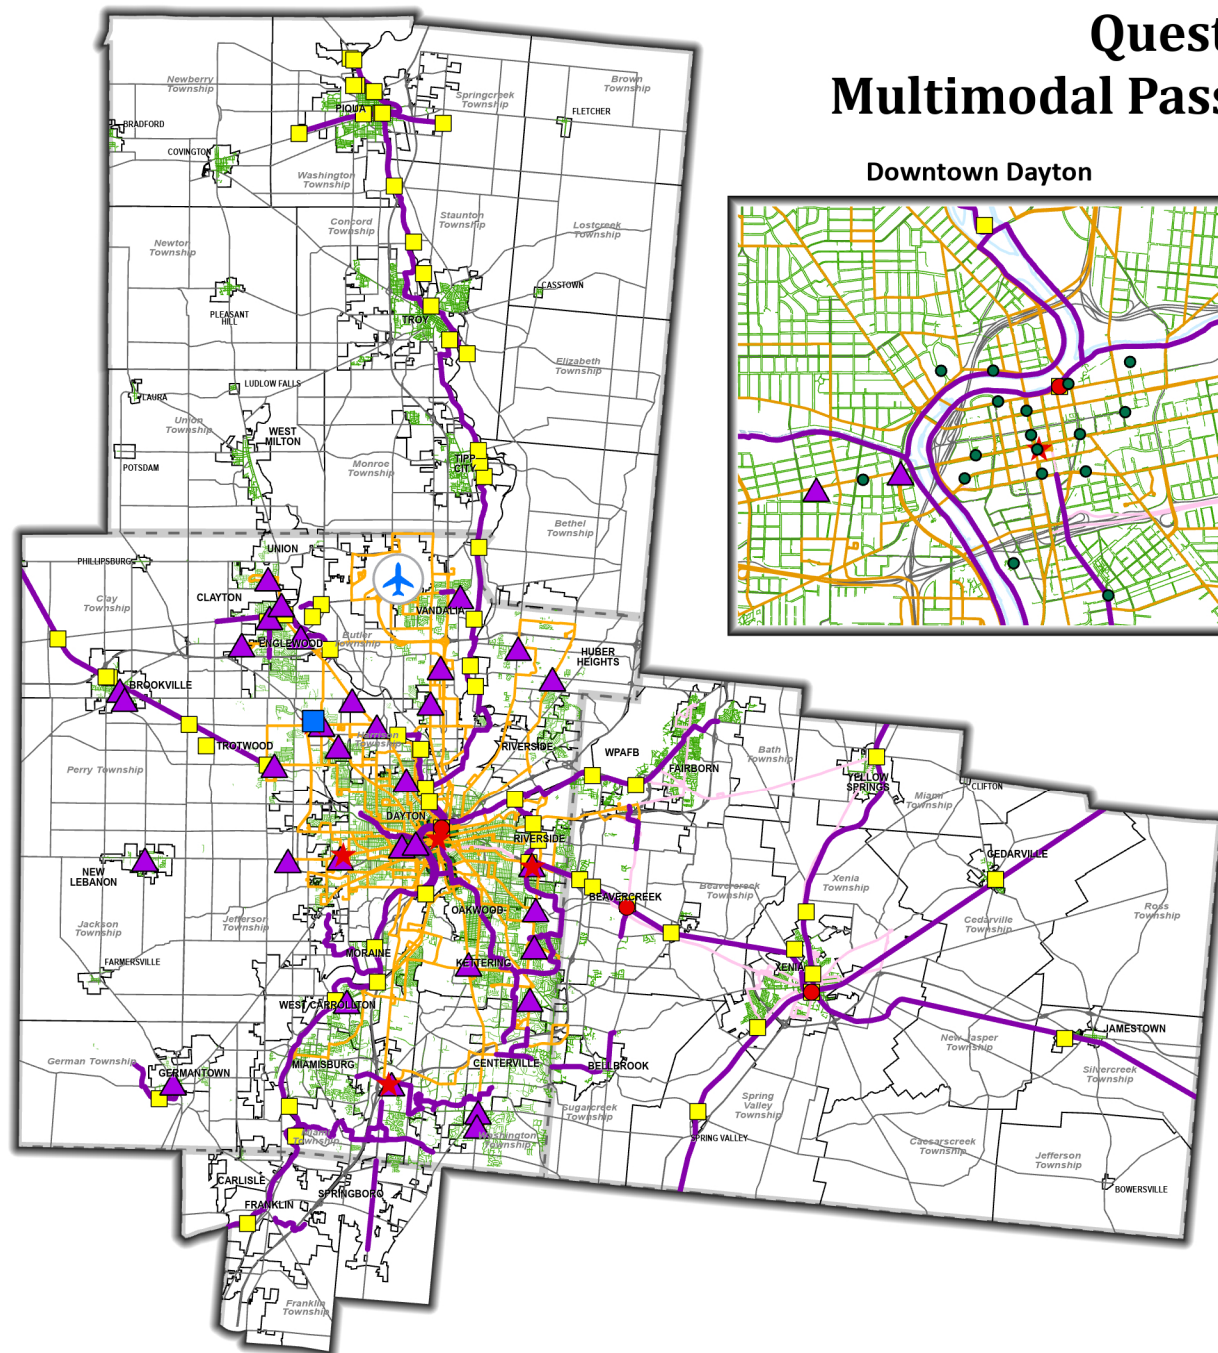 Quest
Multimodal Pass
Downtown Dayton
Newberry
Township
Brown
Township
Springcreek
Township
PIQUA
FLETCHER
BRADFORD
COVINGTON
Washington
Township
Concord
Township
Staunton
Township
Lostcreek
Township
Newton
Township
CASSTOWN
PLEASANT
HILL
TROY
Elizabeth
Township
LUDLOW FALLS
LAURA
Union
Township
WEST
MILTON
POTSDAM
Monroe
Township
TIPP
CITY
Bethel
Township
UNION
PHILLIPSBURG
Clay
Township
CLAYTON
VANDALIA
Butler
Township
ENGLEWOOD
HUBER
HEIGHTS
BROOKVILLE
TROTWOOD
Harrison
Township
RIVERSIDE
WPAFB
FAIRBORN
Bath
Township
Perry Township
YELLOW
SPRINGS
CLIFTON
Miami
Township
DAYTON
RIVERSIDE
CEDARVILLE
NEW
LEBANON
BEAVERCREEK
Beavercreek
Township
Xenia
Township
Ross
Township
Jackson
Township
Jefferson
Township
OAKWOOD
Cedarville
Township
FARMERSVILLE
MORAINE
KETTERING
XENIA
WEST CARROLLTON
JAMESTOWN
New Jasper
Township
German Township
GERMANTOWN
MIAMISBURG
CENTERVILLE
BELLBROOK
Silvercreek
Township
Sugarcreek
Township
Spring
Valley
Township
Miami
Township
Washington
Township
SPRING VALLEY
Caesarscreek
Township
Jefferson
Township
CARLISLE
SPRINGBORO
FRANKLIN
BOWERSVILLE
Franklin
Township